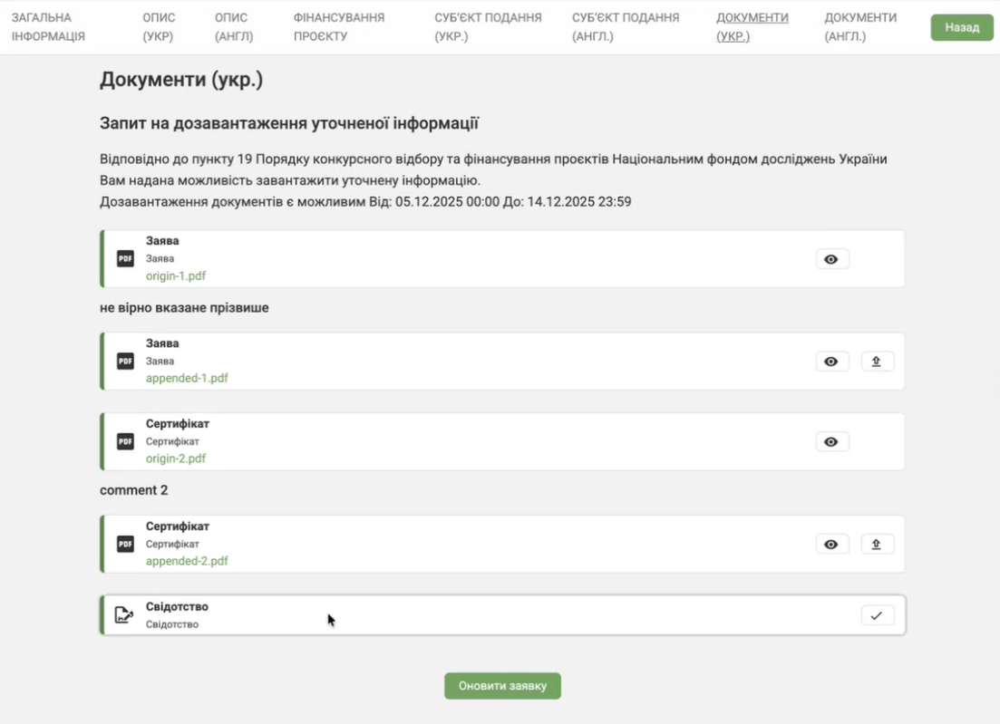 ЗАГАЛЬНА ІНФОРМАЦІЯ
ОПИС (УКР)
ОПИС (АНГЛ)
ФІНАНСУВАННЯ ПРОЄКТУ
СУБ'ЄКТ ПОДАННЯ (УКР.)
СУБ'ЄКТ ПОДАННЯ (АНГЛ.)
ДОКУМЕНТИ (УКР.)
ДОКУМЕНТИ (АНГЛ.)
Назад
Документи (укр.)
Запит на дозавантаження уточненої інформації
Відповідно до пункту 19 Порядку конкурсного відбору та фінансування проєктів Національним фондом досліджень України
Вам надана можливість завантажити уточнену інформацію.
Дозавантаження документів є можливим Від: 05.12.2025 00:00 До: 14.12.2025 23:59
PDF
Заява
Заява
origin-1.pdf
не вірно вказане прізвише
PDF
Заява
Заява
appended-1.pdf
PDF
Сертифікат
Сертифікат
origin-2.pdf
comment 2
PDF
Сертифікат
Сертифікат
appended-2.pdf
Свідотство
Свідотство
Оновити заявку